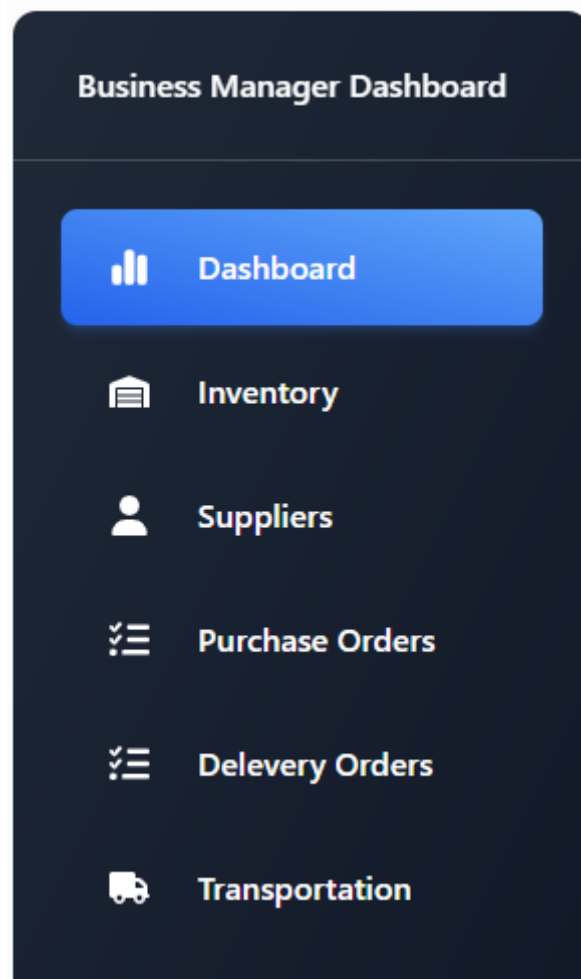 Business Manager Dashboard
Dashboard
Inventory
Suppliers
Purchase Orders
Delevery Orders
Transportation